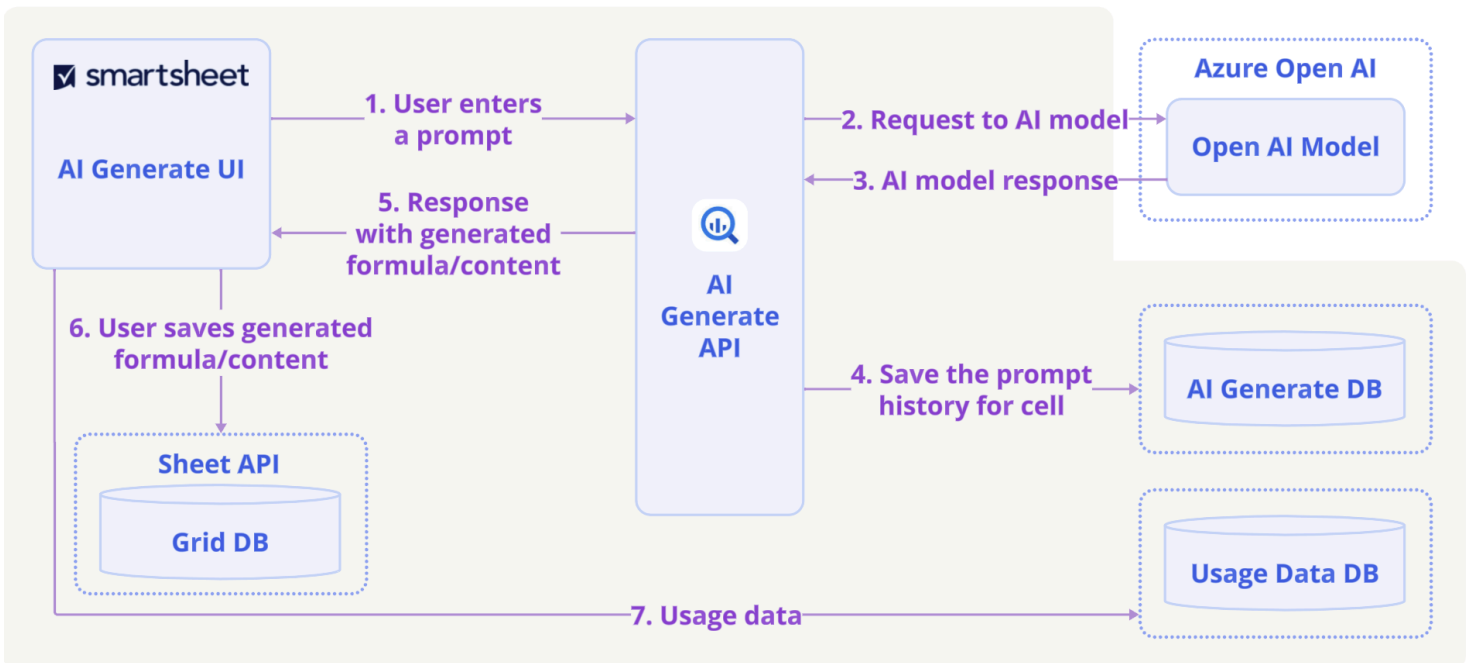 smartsheet
AI Generate UI
1. User enters
a prompt
5. Response
with generated
formula/content
6. User saves generated
formula/content
Sheet API
Grid DB
AI
Generate
API
2. Request to AI model
3. AI model response
Azure Open AI
Open AI Model
4. Save the prompt
history for cell
AI Generate DB
7. Usage data
Usage Data DB